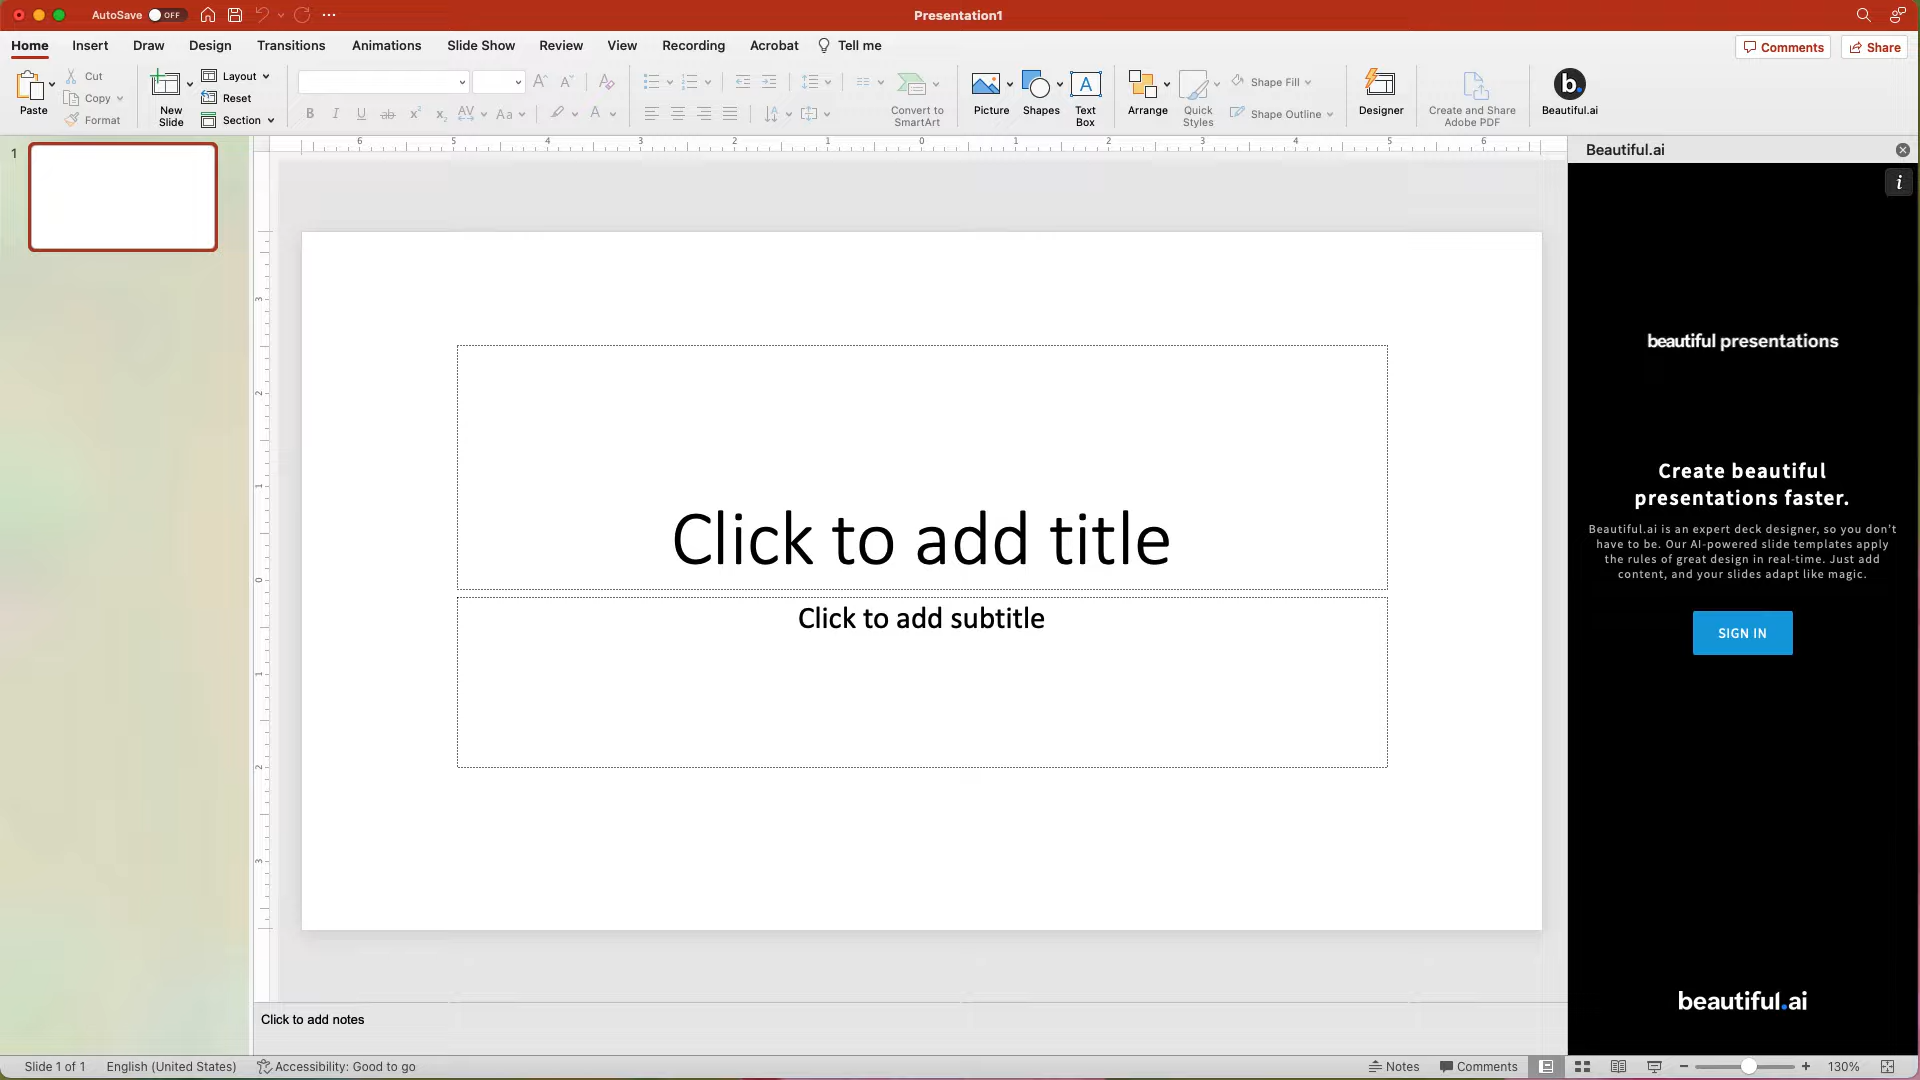 AutoSave OFF
Presentation1
Home Insert Draw Design Transitions Animations Slide Show Review View Recording Acrobat Tell me
Comments Share
Paste
Cut
Copy
Format
New Slide
Layout
Reset
Section
Convert to SmartArt
Picture
Shapes
Text Box
Arrange
Quick Styles
Shape Fill
Shape Outline
Designer
Create and Share Adobe PDF
b.
Beautiful.ai
1
Click to add title
Click to add subtitle
Click to add notes
Beautiful.ai
beautiful presentations
Create beautiful
presentations faster.
Beautiful.ai is an expert deck designer, so you don't
have to be. Our AI-powered slide templates apply
the rules of great design in real-time. Just add
content, and your slides adapt like magic.
SIGN IN
beautiful.ai
Slide 1 of 1 English (United States) Accessibility: Good to go
Notes Comments 130%